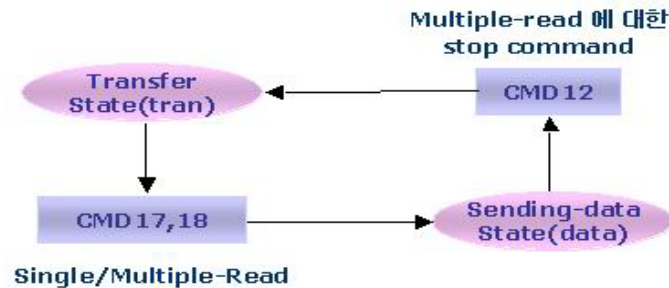 Multiple-read 에 대한
stop command
Transfer
State(tran)
CMD12
CMD17,18
Sending-data
State(data)
Single/Multiple-Read